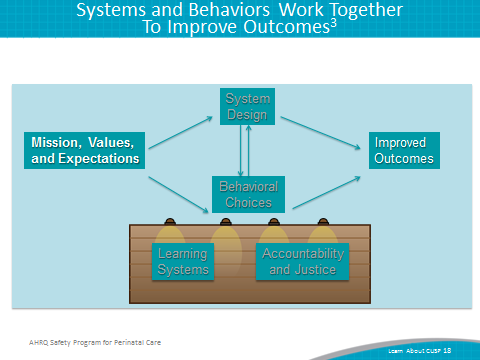 Systems and Behaviors Work Together
To Improve Outcomes3
System
Design
Mission, Values,
and Expectations
Improved
Outcomes
Behavioral
Choices
Learning
Systems
Accountability
and Justice
AHRQ Safety Program for Perinatal Care
Learn About CUSP 18